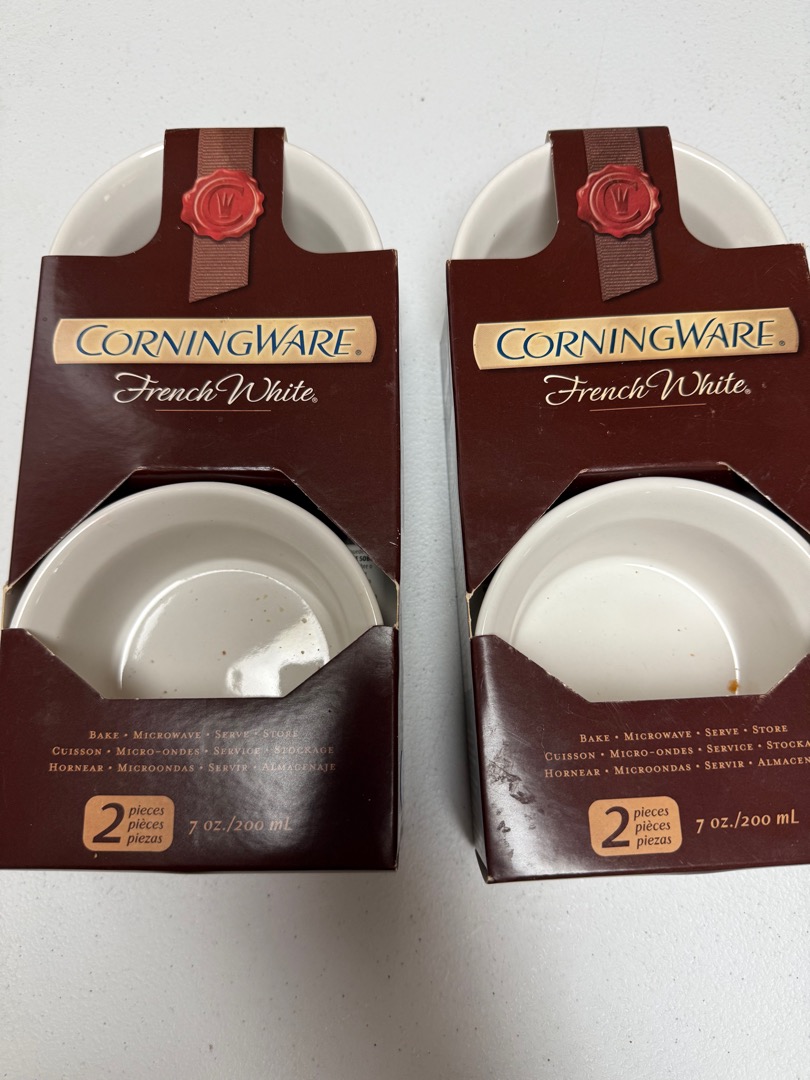 C
CORNINGWARE®
French White®
BAKE • MICROWAVE • SERVE • STORE
CUISSON • MICRO-ONDES • SERVICE • STOCKAGE
HORNEAR • MICROONDAS • SERVIR • ALMACENAJE
2 pieces
pièces
piezas
7 oz./200 mL
C
CORNINGWARE®
French White®
BAKE • MICROWAVE • SERVE • STORE
CUISSON • MICRO-ONDES • SERVICE • STOCKA
HORNEAR • MICROONDAS • SERVIR • ALMACEN
2 pieces
pièces
piezas
7 oz./200 mL